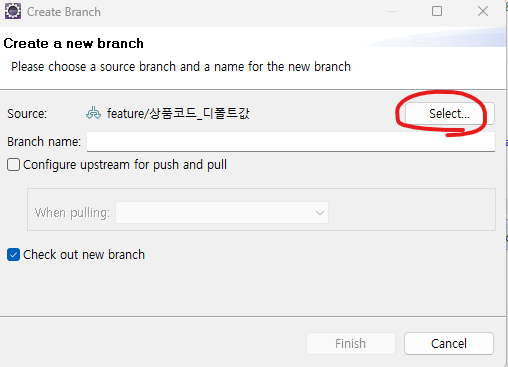 Create Branch
Create a new branch
Please choose a source branch and a name for the new branch
Source: feature/상품코드_디폴트값 Select...
Branch name:
Configure upstream for push and pull
When pulling:
Check out new branch
Finish Cancel